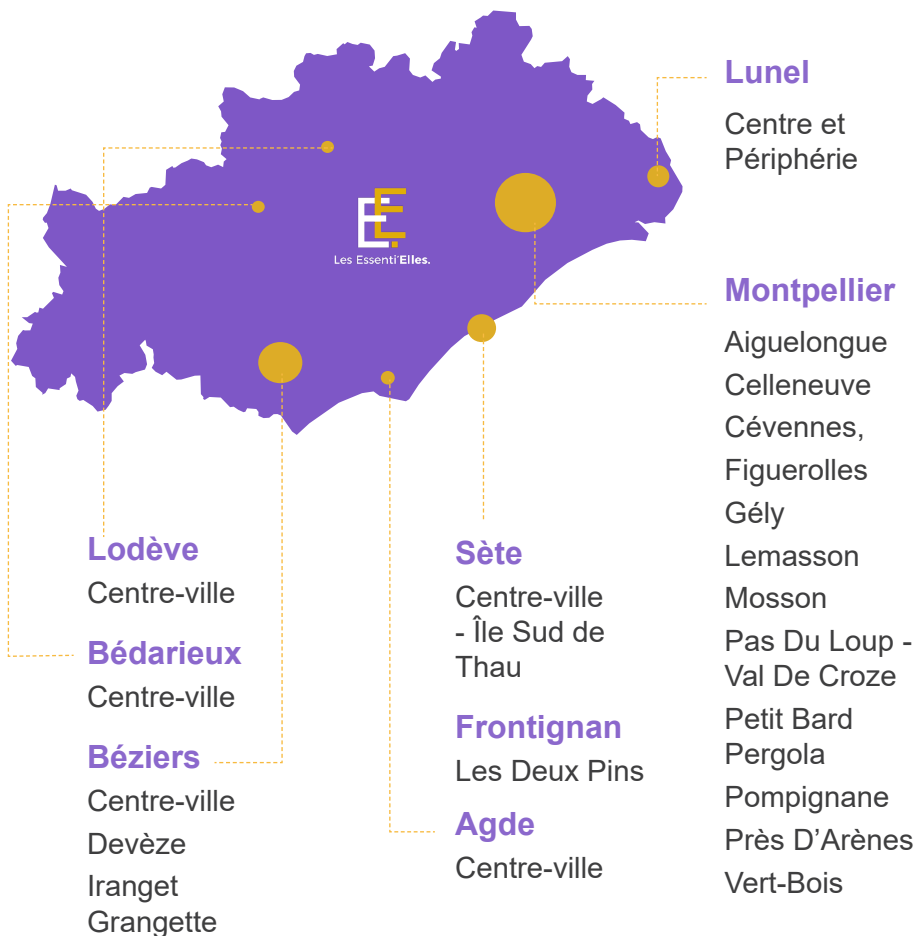 EE.
Les Essenti'Elles.
Lodève
Centre-ville
Bédarieux
Centre-ville
Béziers
Centre-ville
Devèze
Iranget
Grangette
Sète
Centre-ville
- Île Sud de
Thau
Frontignan
Les Deux Pins
Agde
Centre-ville
Lunel
Centre et
Périphérie
Montpellier
Aiguelongue
Celleneuve
Cévennes,
Figuerolles
Gély
Lemasson
Mosson
Pas Du Loup -
Val De Croze
Petit Bard
Pergola
Pompignane
Près D’Arènes
Vert-Bois